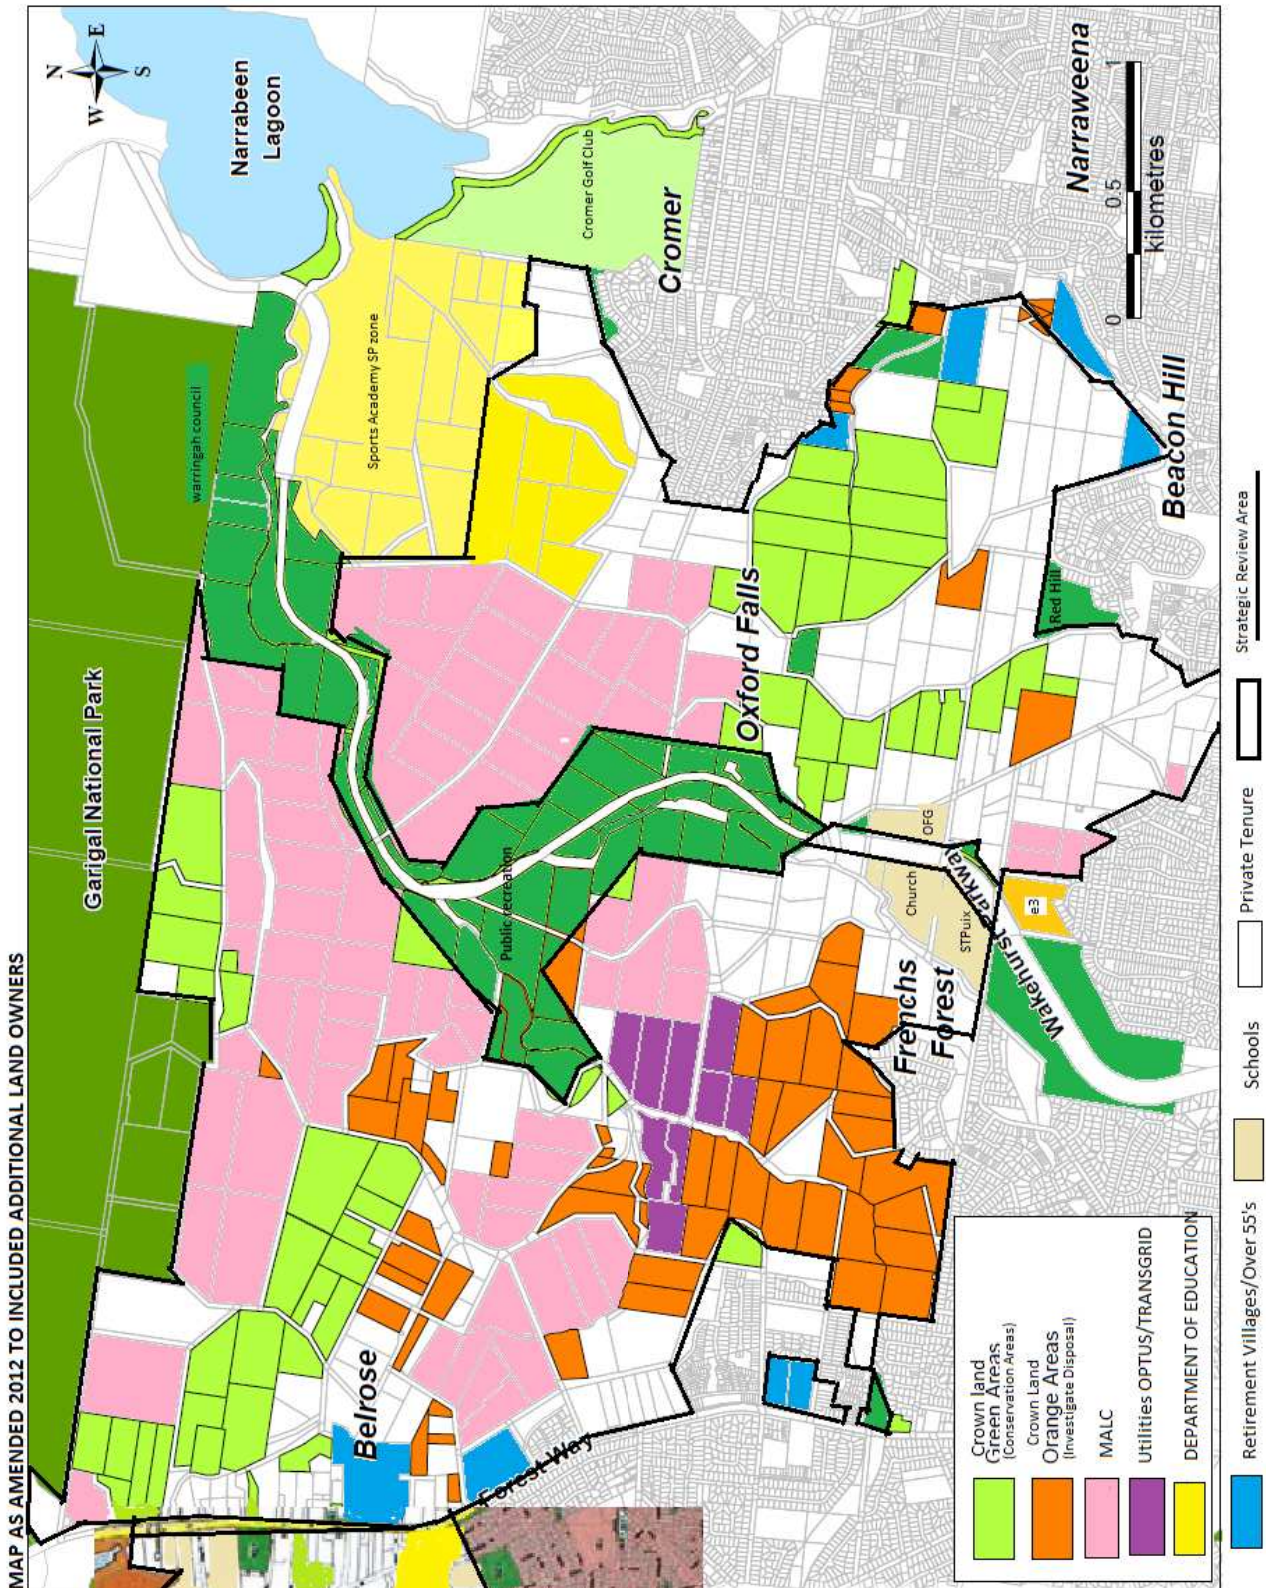 MAP AS AMENDED 2012 TO INCLUDED ADDITIONAL LAND OWNERS
N
W
E
S
Narrabeen
Lagoon
Garigal National Park
warringah council
Sports Academy SP zone
Cromer Golf Club
Cromer
Narraweena
0
0.5
1
kilometres
Beacon Hill
Oxford Falls
Red Hill
Public recreation
OFG
Church
STPuix
e3
Wakehurst Parkway
Frenchs
Forest
Belrose
Forest Way
Crown land
Green Areas
(Conservation Areas)
Crown Land
Orange Areas
(Investigate Disposal)
MALC
Utilities OPTUS/TRANSGRID
DEPARTMENT OF EDUCATION
Retirement Villages/Over 55's
Schools
Private Tenure
Strategic Review Area